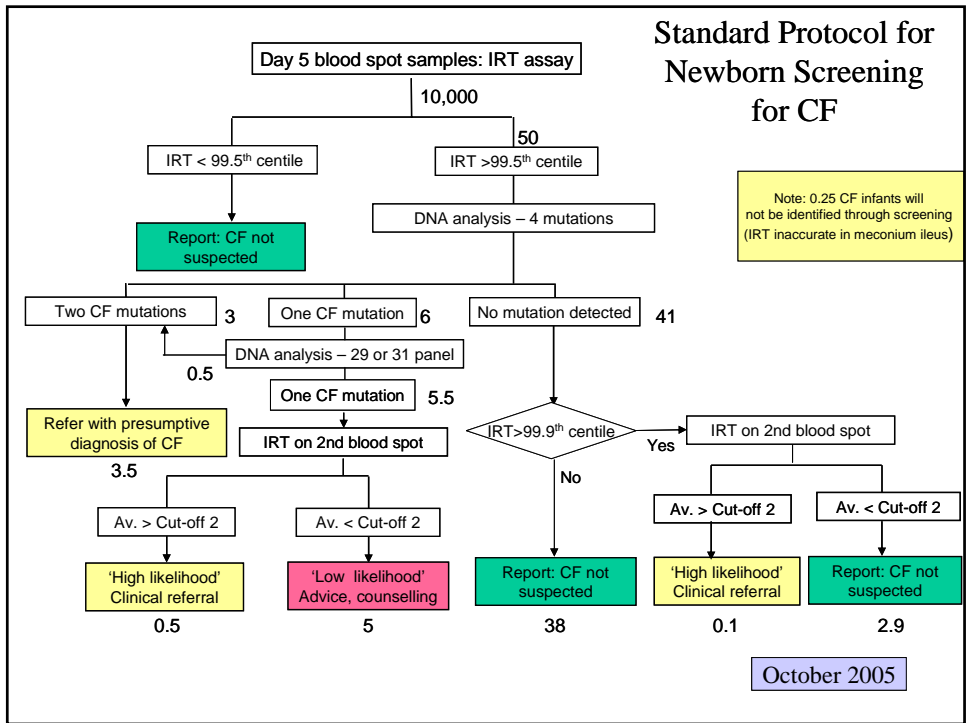 Standard Protocol for
Newborn Screening
for CF
Day 5 blood spot samples: IRT assay
10,000
50
IRT < 99.5th centile
IRT >99.5th centile
Note: 0.25 CF infants will
not be identified through screening
(IRT inaccurate in meconium ileus)
DNA analysis – 4 mutations
Report: CF not
suspected
Two CF mutations
3
One CF mutation
6
No mutation detected
41
DNA analysis – 29 or 31 panel
0.5
One CF mutation
5.5
Refer with presumptive
diagnosis of CF
3.5
IRT on 2nd blood spot
IRT>99.9th centile
Yes
IRT on 2nd blood spot
No
Av. > Cut-off 2
Av. < Cut-off 2
Av. > Cut-off 2
Av. < Cut-off 2
'High likelihood'
Clinical referral
0.5
'Low likelihood'
Advice, counselling
5
Report: CF not
suspected
38
'High likelihood'
Clinical referral
0.1
Report: CF not
suspected
2.9
October 2005